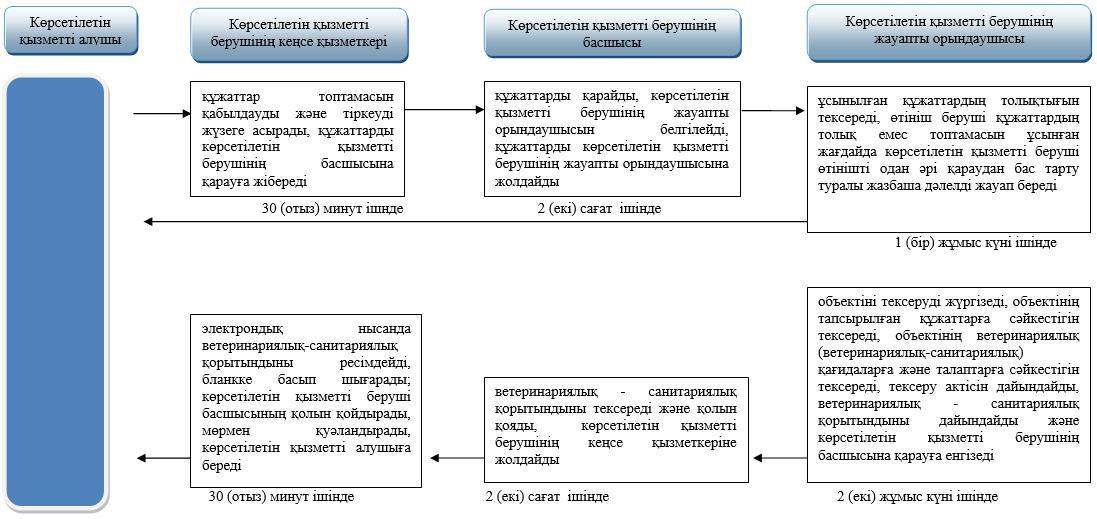 Көрсетілетін
қызметті алушы
Көрсетілетін қызметті
берушінің кеңсе қызметкері
Көрсетілетін қызметті берушінің
басшысы
Көрсетілетін қызметті берушінің
жауапты орындаушысы
құжаттар топтамасын
қабылдауды және тіркеуді
жүзеге асырады, құжаттарды
көрсетілетін қызметті
берушінің басшысына
қарауға жібереді
30 (отыз) минут ішнде
құжаттарды қарайды, көрсетілетін
қызметті берушінің жауапты
орындаушысын белгілейді,
құжаттарды көрсетілетін қызметті
берушінің жауапты орындаушысына
жолдайды
2 (екі) сағат ішінде
ұсынылған құжаттардың толықтығын
тексереді, өтініш беруші құжаттардың
толық емес топтамасын ұсынған
жағдайда көрсетілетін қызметті беруші
өтінішті одан әрі қараудан бас тарту
туралы жазбаша дәлелді жауап береді
1 (бір) жұмыс күні ішінде
объектіні тексеруді жүргізеді, объектінің
тапсырылған құжаттарға сәйкестігін
тексереді, объектінің ветеринариялық
(ветеринариялық-санитариялық)
қағидаларға және талаптарға сәйкестігін
тексереді, тексеру актісін дайындайды,
ветеринариялық - санитариялық
қорытындыны дайындайды және
көрсетілетін қызметті берушінің
басшысына қарауға енгізеді
2 (екі) жұмыс күні ішінде
ветеринариялық - санитариялық
қорытындыны тексереді және қолын
қояды, көрсетілетін қызметті
берушінің кеңсе қызметкеріне
жолдайды
2 (екі) сағат ішінде
электрондық нысанда
ветеринариялық-санитариялық
қорытындыны ресімдейді,
бланкке басып шығарады;
көрсетілетін қызметті беруші
басшысының қолын қойдырады,
мөрмен куәландырады,
көрсетілетін қызметті алушыға
береді
30 (отыз) минут ішінде